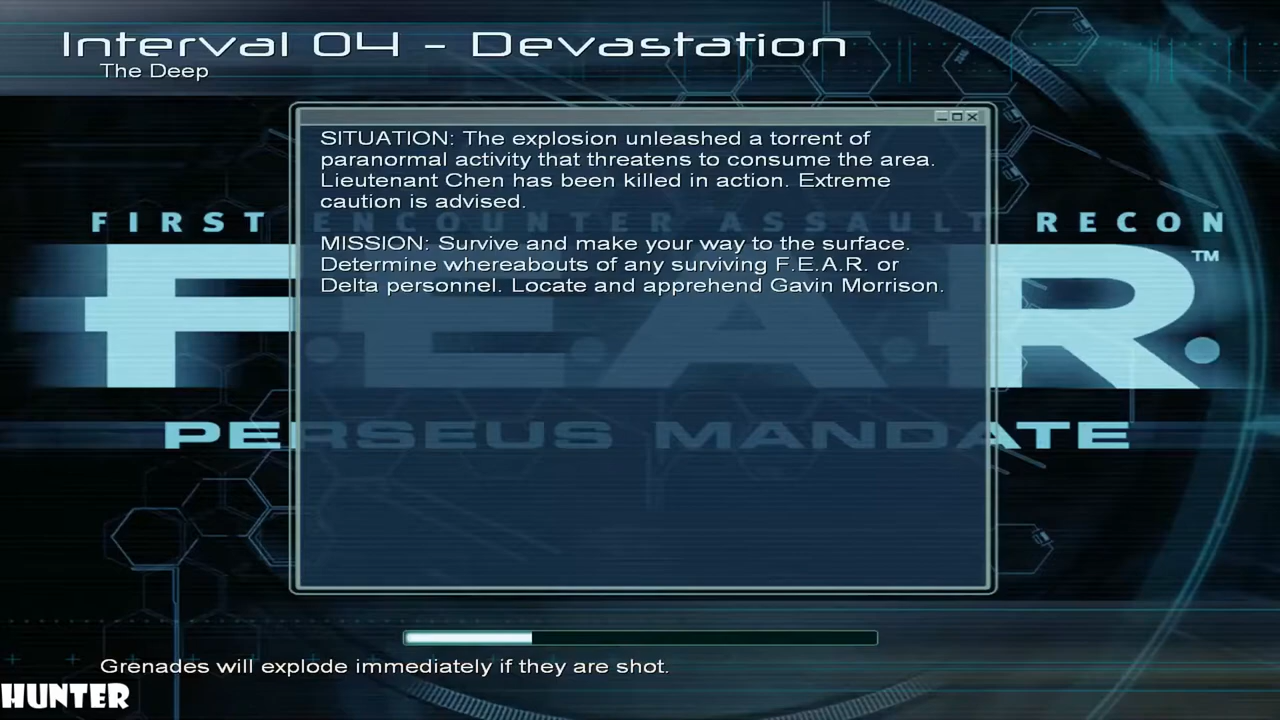 Interval 04 - Devastation
The Deep
SITUATION: The explosion unleashed a torrent of
paranormal activity that threatens to consume the area.
Lieutenant Chen has been killed in action. Extreme
caution is advised.
FIRST ENCOUNTER ASSAULT RECON
MISSION: Survive and make your way to the surface.
Determine whereabouts of any surviving F.E.A.R. or
Delta personnel. Locate and apprehend Gavin Morrison.
F.E.A.R.™
PERSEUS MANDATE
Grenades will explode immediately if they are shot.
HUNTER